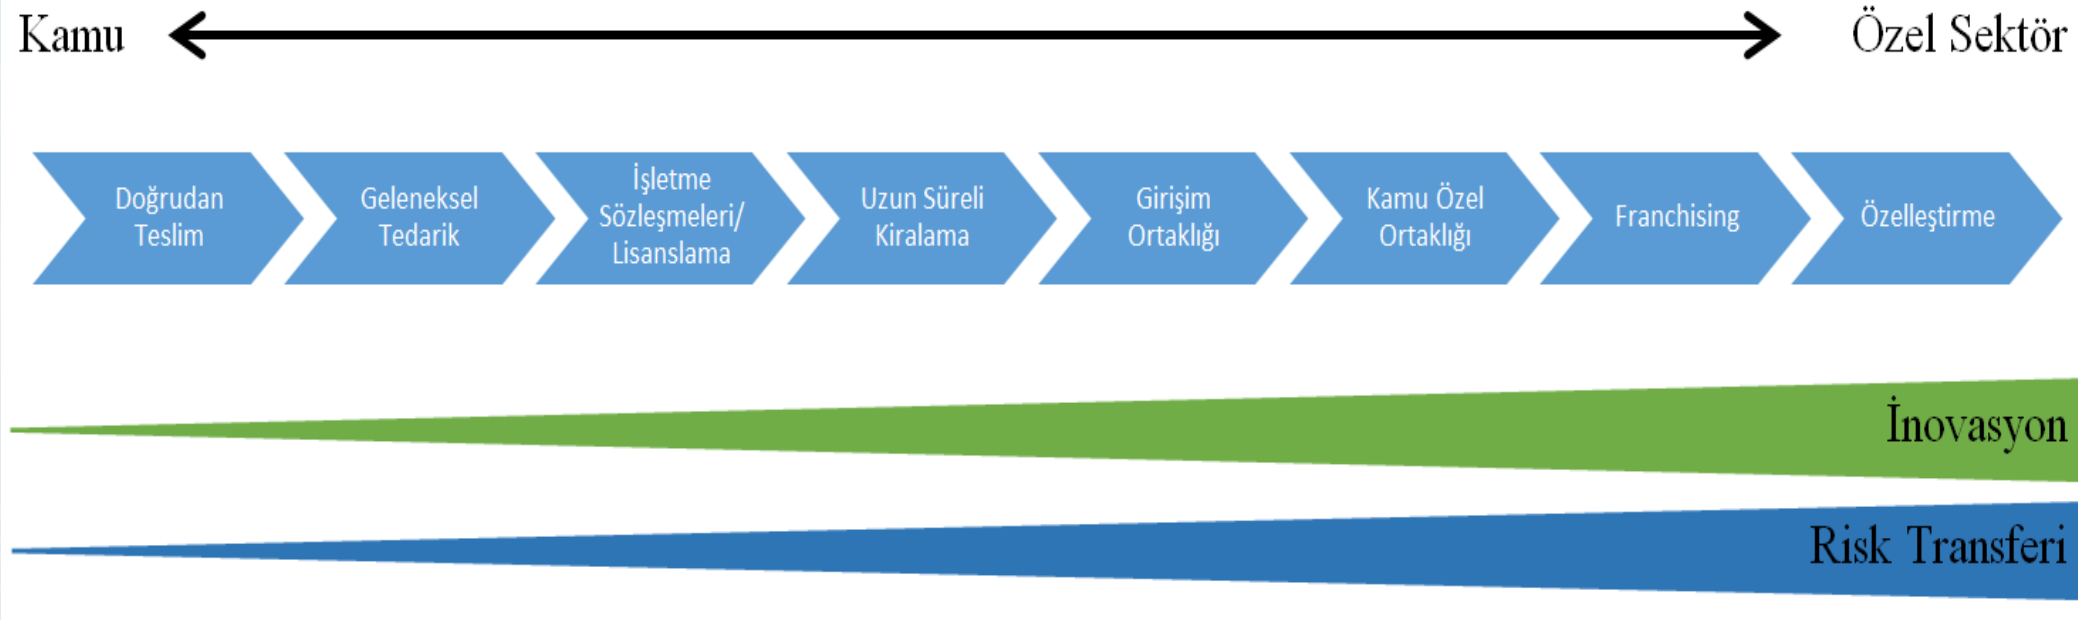 Kamu
Özel Sektör
Doğrudan
Teslim
Geleneksel
Tedarik
İşletme
Sözleşmeleri/
Lisanslama
Uzun Süreli
Kiralama
Girişim
Ortaklığı
Kamu Özel
Ortaklığı
Franchising
Özelleştirme
İnovasyon
Risk Transferi